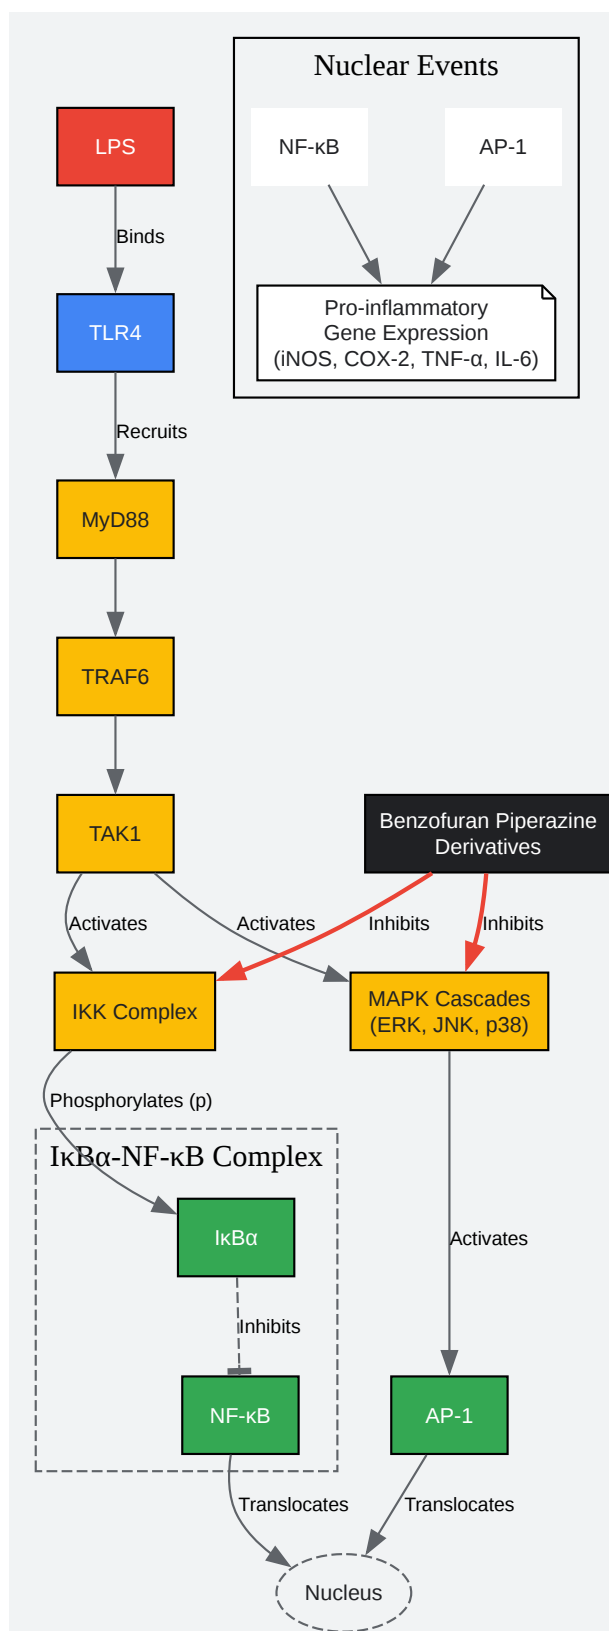 Nuclear Events
LPS
NF-κB
AP-1
Binds
TLR4
Pro-inflammatory
Gene Expression
(iNOS, COX-2, TNF-α, IL-6)
Recruits
MyD88
TRAF6
TAK1
Benzofuran Piperazine
Derivatives
Activates
Activates
Inhibits
Inhibits
IKK Complex
MAPK Cascades
(ERK, JNK, p38)
Phosphorylates (p)
IκBα-NF-κB Complex
IκBα
Activates
Inhibits
NF-κB
AP-1
Translocates
Translocates
Nucleus